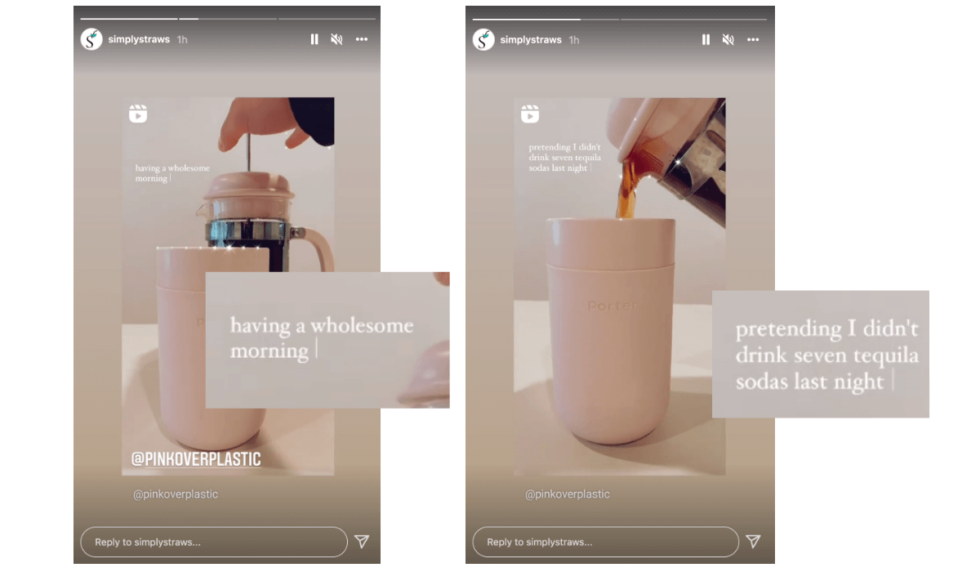 simplystraws 1h
having a wholesome
morning
having a wholesome
morning
@PINKOVERPLASTIC
@pinkoverplastic
Reply to simplystraws...
simplystraws 1h
pretending I didn't
drink seven tequila
sodas last night
Porter
pretending I didn't
drink seven tequila
sodas last night
@pinkoverplastic
Reply to simplystraws...